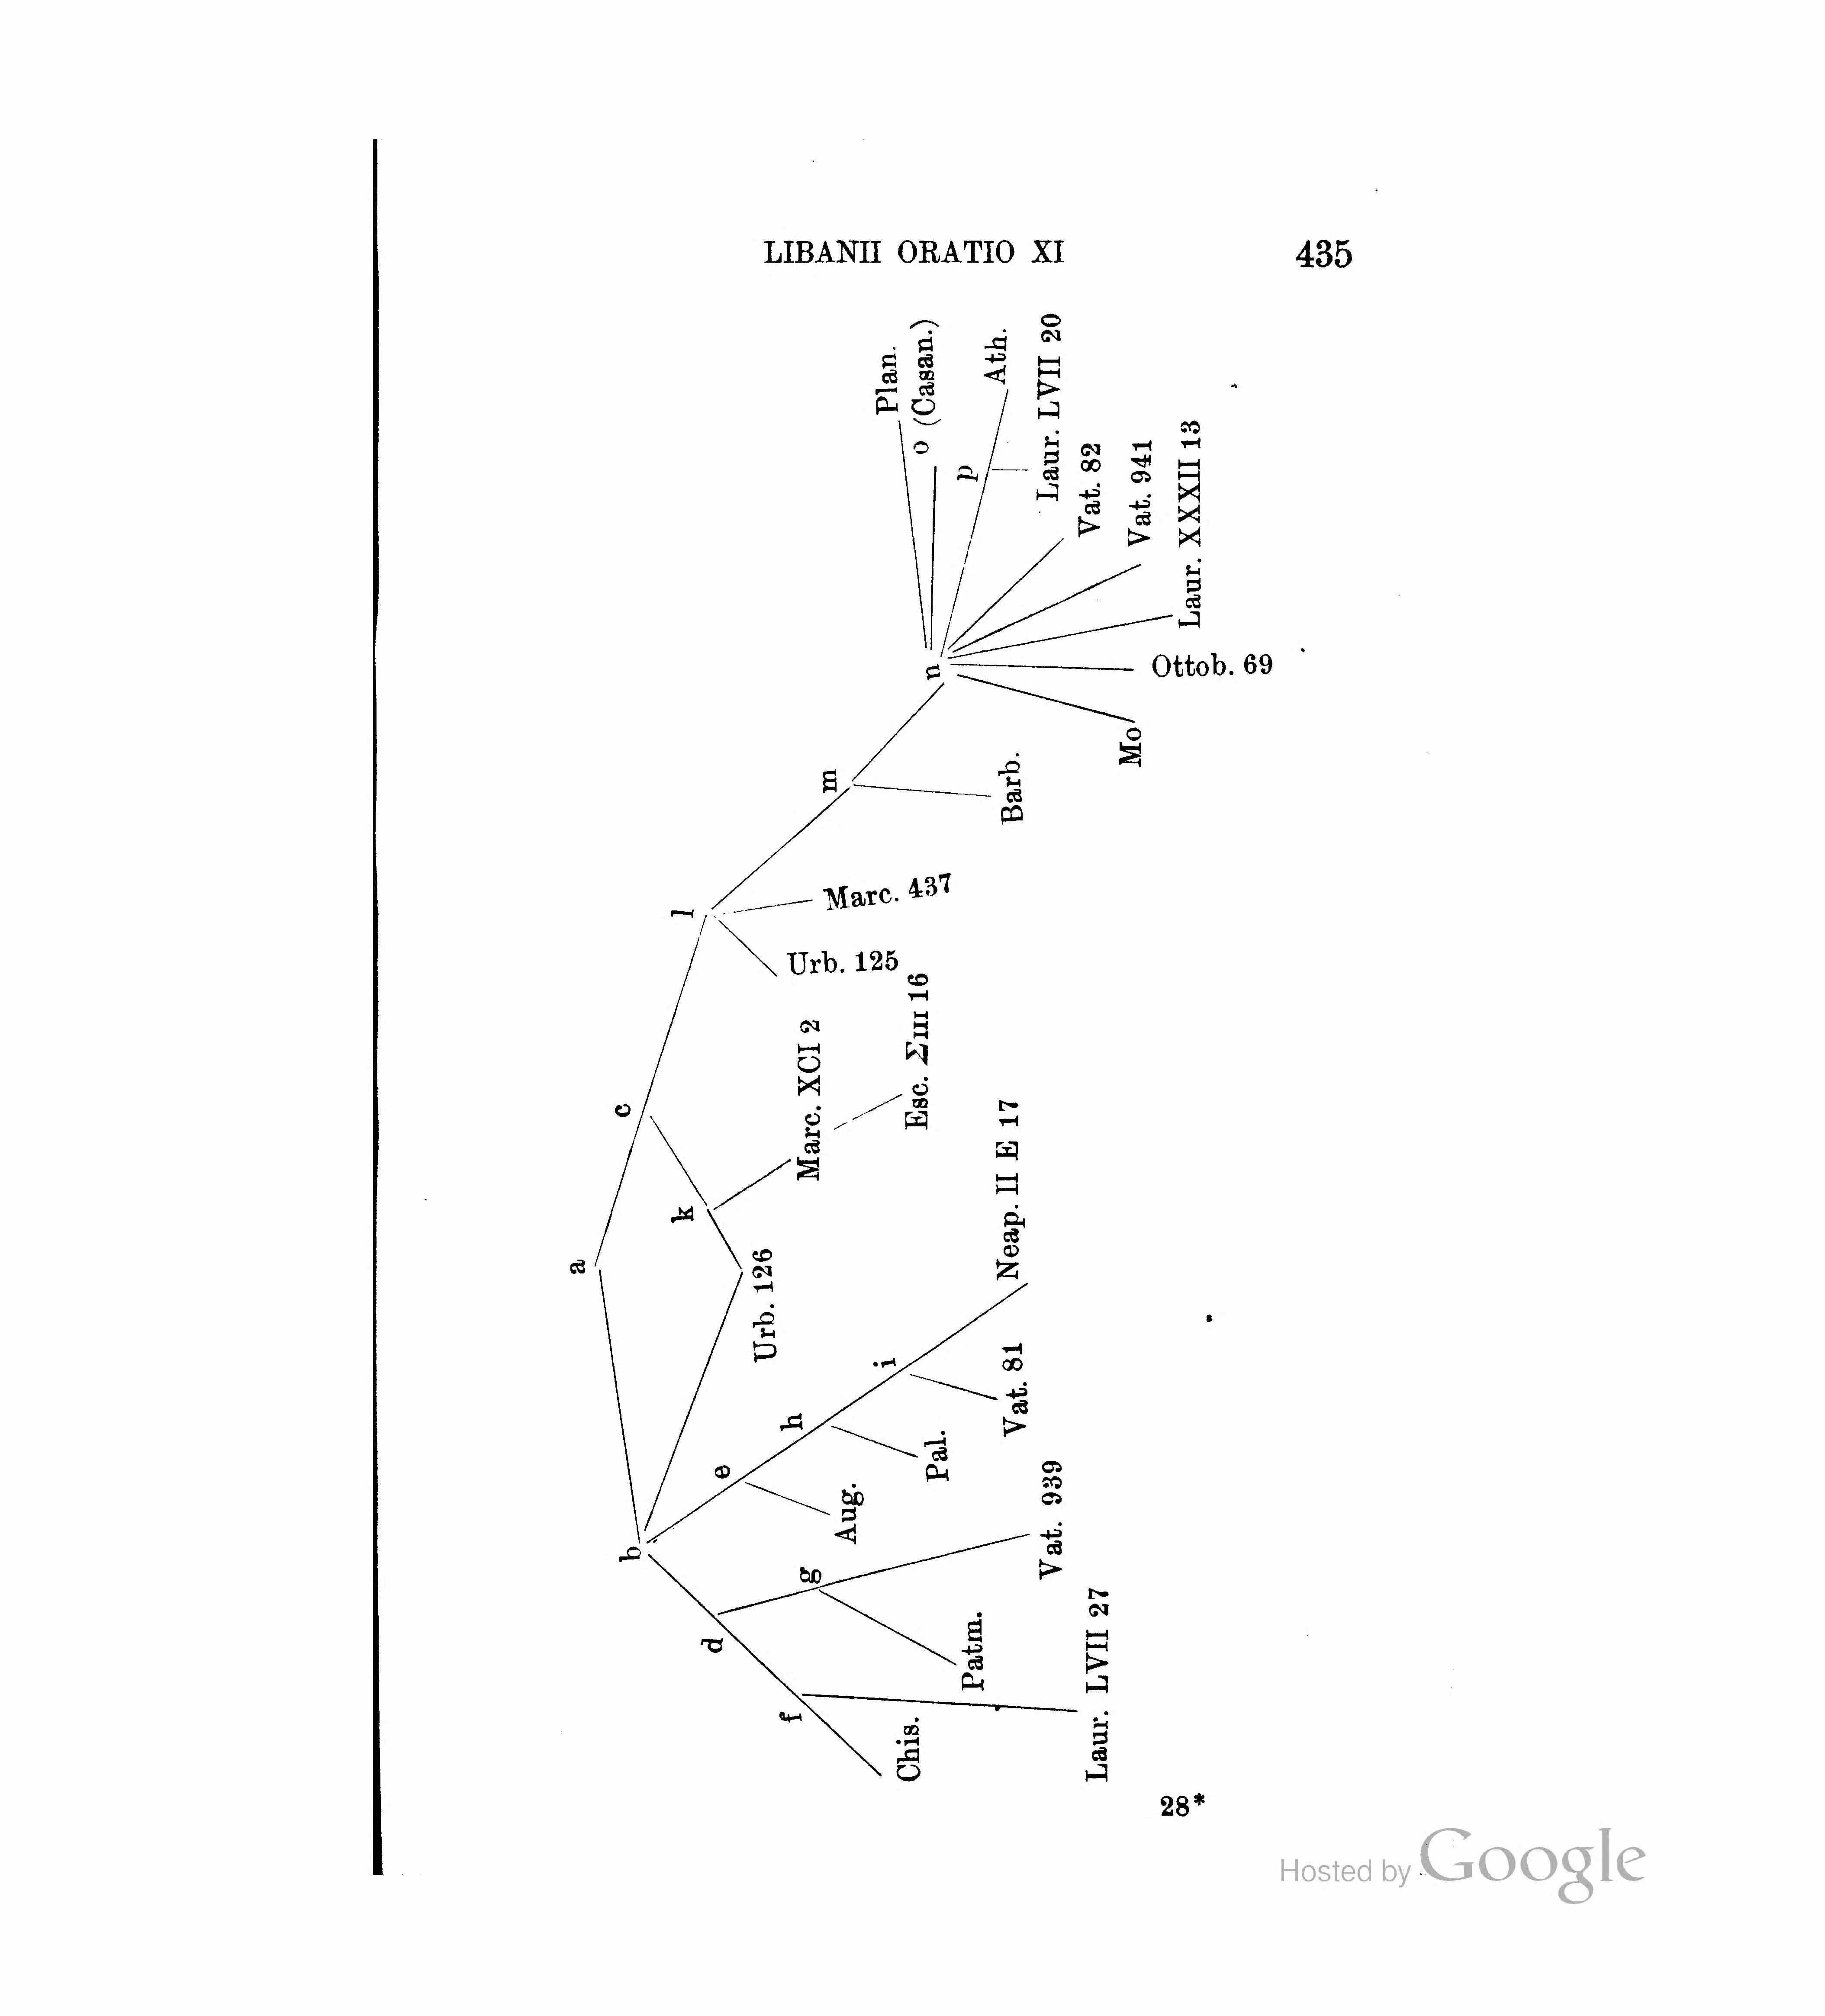 LIBANII ORATIO XI 435
a
b
c
d
e
f
g
h
i
k
l
m
n
o (Casan.)
p
Chis.
Laur. LVII 27
Patm.
Vat. 939
Aug.
Pal.
Vat. 81
Neap. II E 17
Urb. 126
Marc. XCI 2
Esc. ΣIII 16
Urb. 125
Marc. 437
Barb.
Mo
Ottob. 69
Laur. XXXII 13
Vat. 941
Vat. 82
Laur. LVII 20
Ath.
Plan.
28*
Hosted by Google